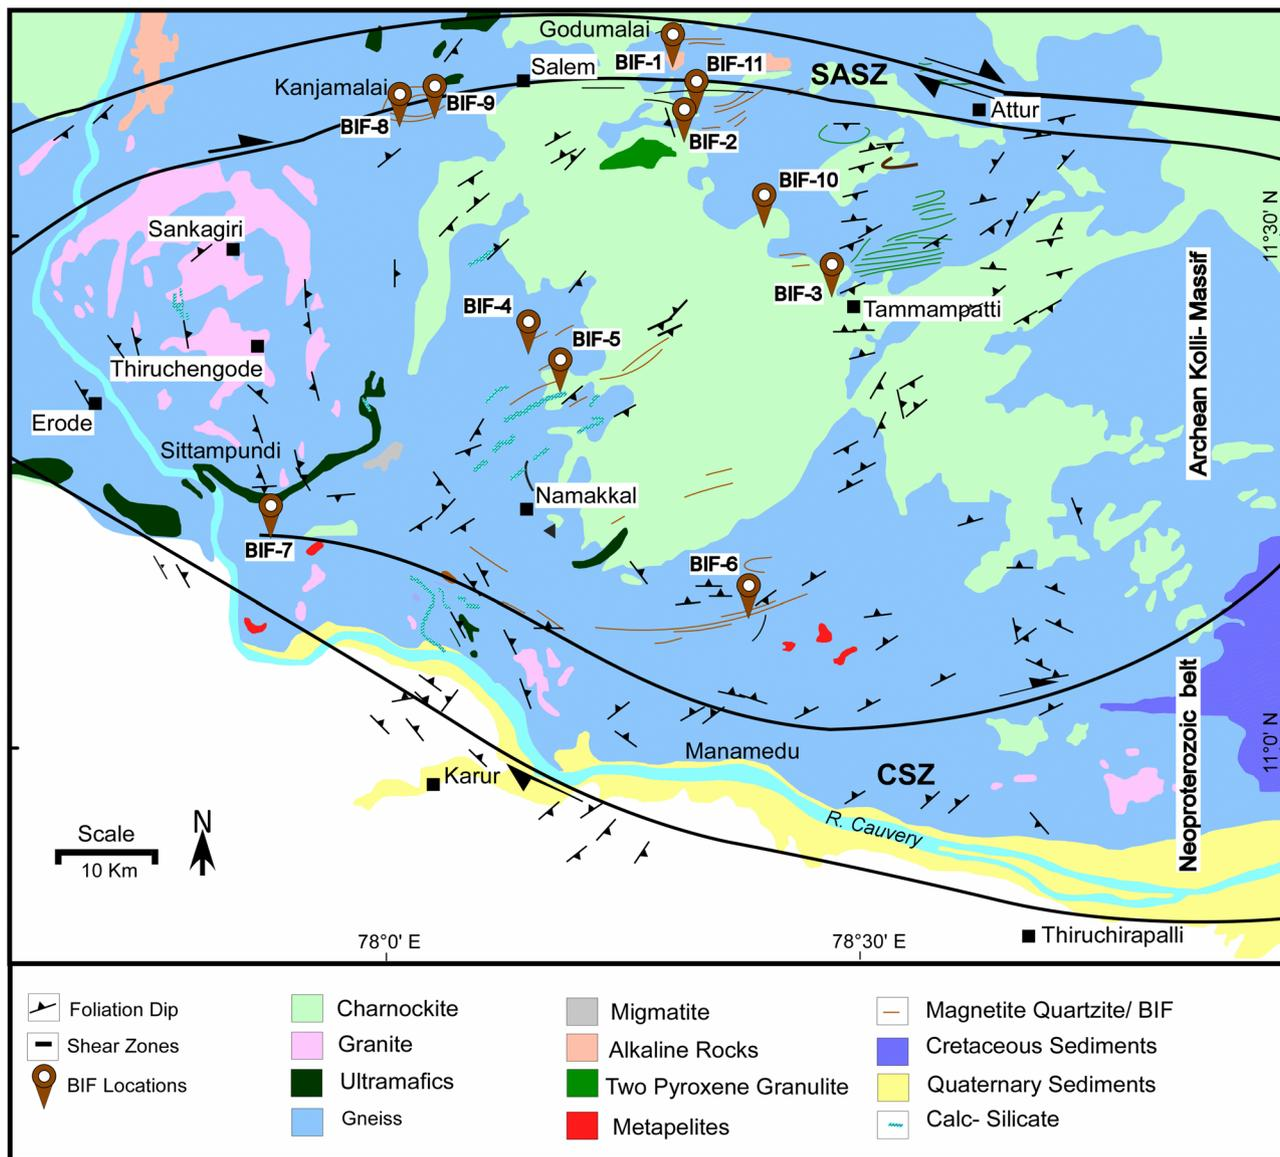 Godumalai
BIF-1
BIF-11
SASZ
Salem
Kanjamalai
BIF-9
BIF-8
Attur
BIF-2
BIF-10
Sankagiri
11°30' N
BIF-3
Tammampatti
BIF-4
BIF-5
Thiruchengode
Archean Kolli- Massif
Erode
Sittampundi
Namakkal
BIF-7
BIF-6
Manamedu
Karur
CSZ
11°0' N
Neoproterozoic belt
R. Cauvery
Scale
10 Km
N
78°0' E
78°30' E
Thiruchirapalli
Foliation Dip
Shear Zones
BIF Locations
Charnockite
Granite
Ultramafics
Gneiss
Migmatite
Alkaline Rocks
Two Pyroxene Granulite
Metapelites
Magnetite Quartzite/ BIF
Cretaceous Sediments
Quaternary Sediments
Calc- Silicate